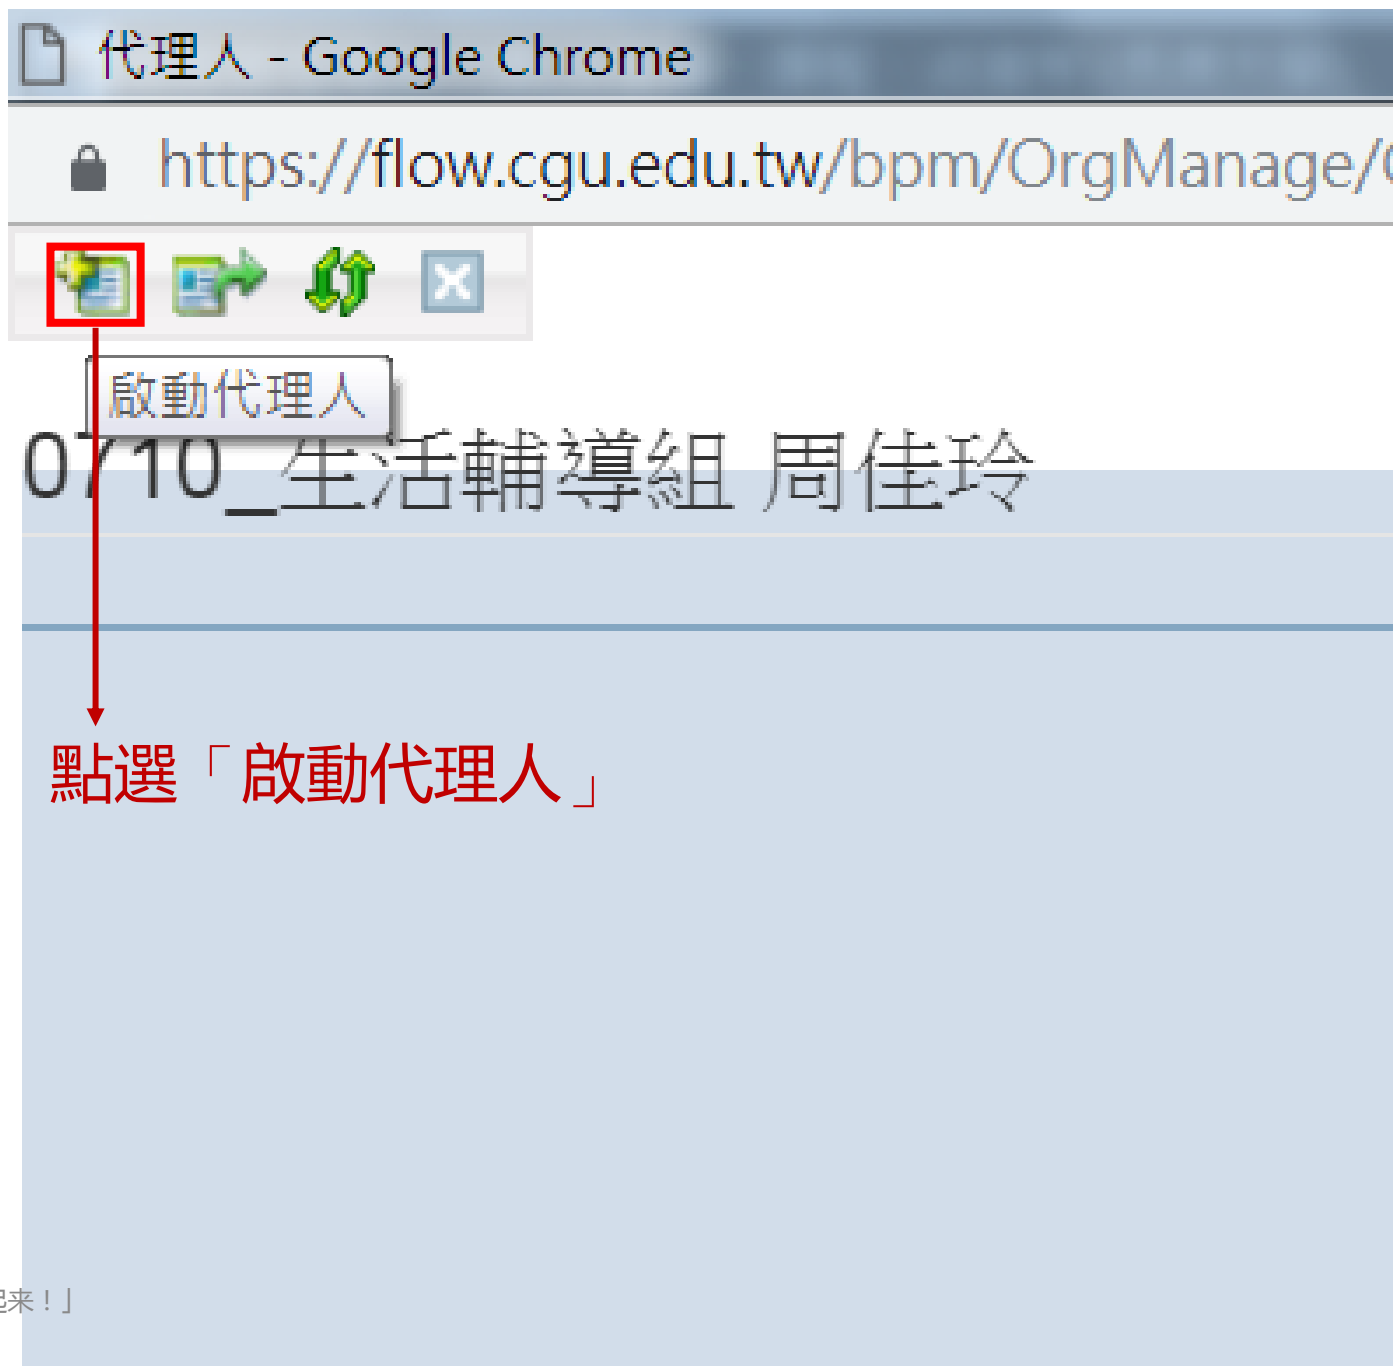 代理人 - Google Chrome
https://flow.cgu.edu.tw/bpm/OrgManage/
啟動代理人
0710_生活輔導組 周佳玲
點選「啟動代理人」
来！」